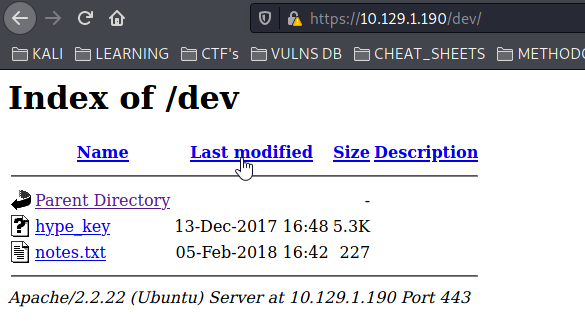 https://10.129.1.190/dev/
KALI LEARNING CTF's VULNS DB CHEAT_SHEETS METHODO
Index of /dev
Name Last modified Size Description
Parent Directory -
hype_key 13-Dec-2017 16:48 5.3K
notes.txt 05-Feb-2018 16:42 227
Apache/2.2.22 (Ubuntu) Server at 10.129.1.190 Port 443